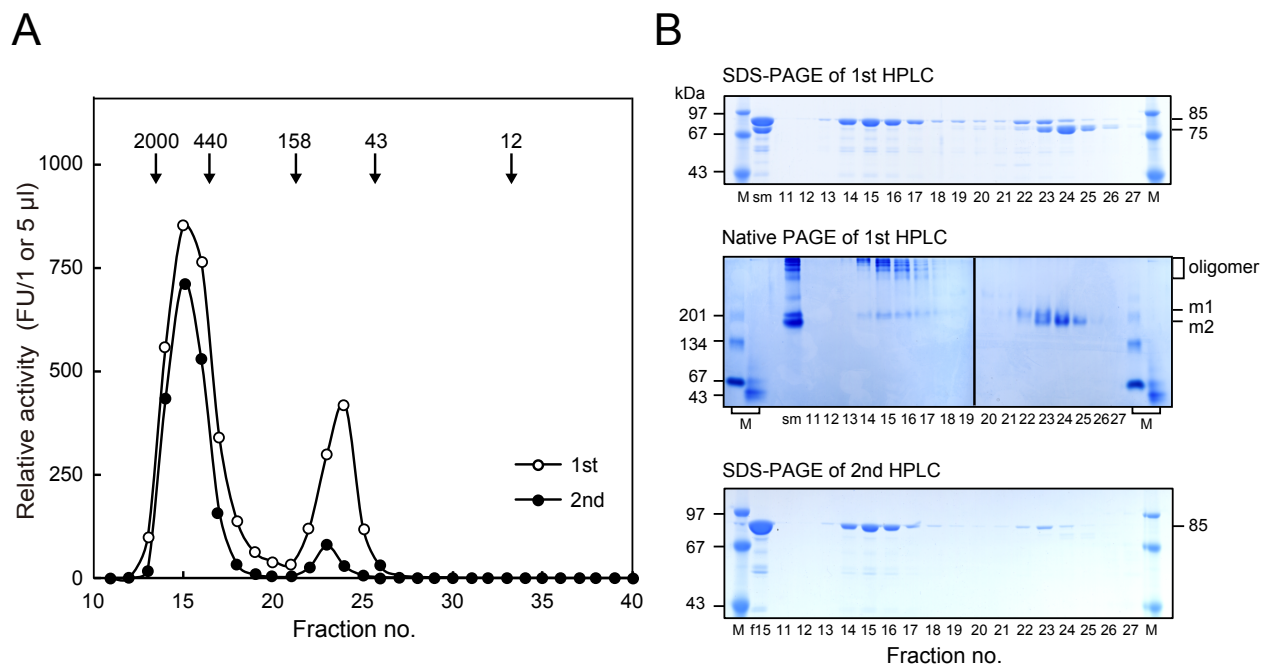 A
B
2000 440 158 43 12
1000
750
500
250
0
Relative activity (FU/1 or 5 µl)
1st
2nd
10 15 20 25 30 35 40
Fraction no.
SDS-PAGE of 1st HPLC
kDa
97
67
43
85
75
M sm 11 12 13 14 15 16 17 18 19 20 21 22 23 24 25 26 27 M
Native PAGE of 1st HPLC
201
134
67
43
oligomer
m1
m2
sm 11 12 13 14 15 16 17 18 19 20 21 22 23 24 25 26 27
M M
SDS-PAGE of 2nd HPLC
97
67
43
85
M f15 11 12 13 14 15 16 17 18 19 20 21 22 23 24 25 26 27 M
Fraction no.